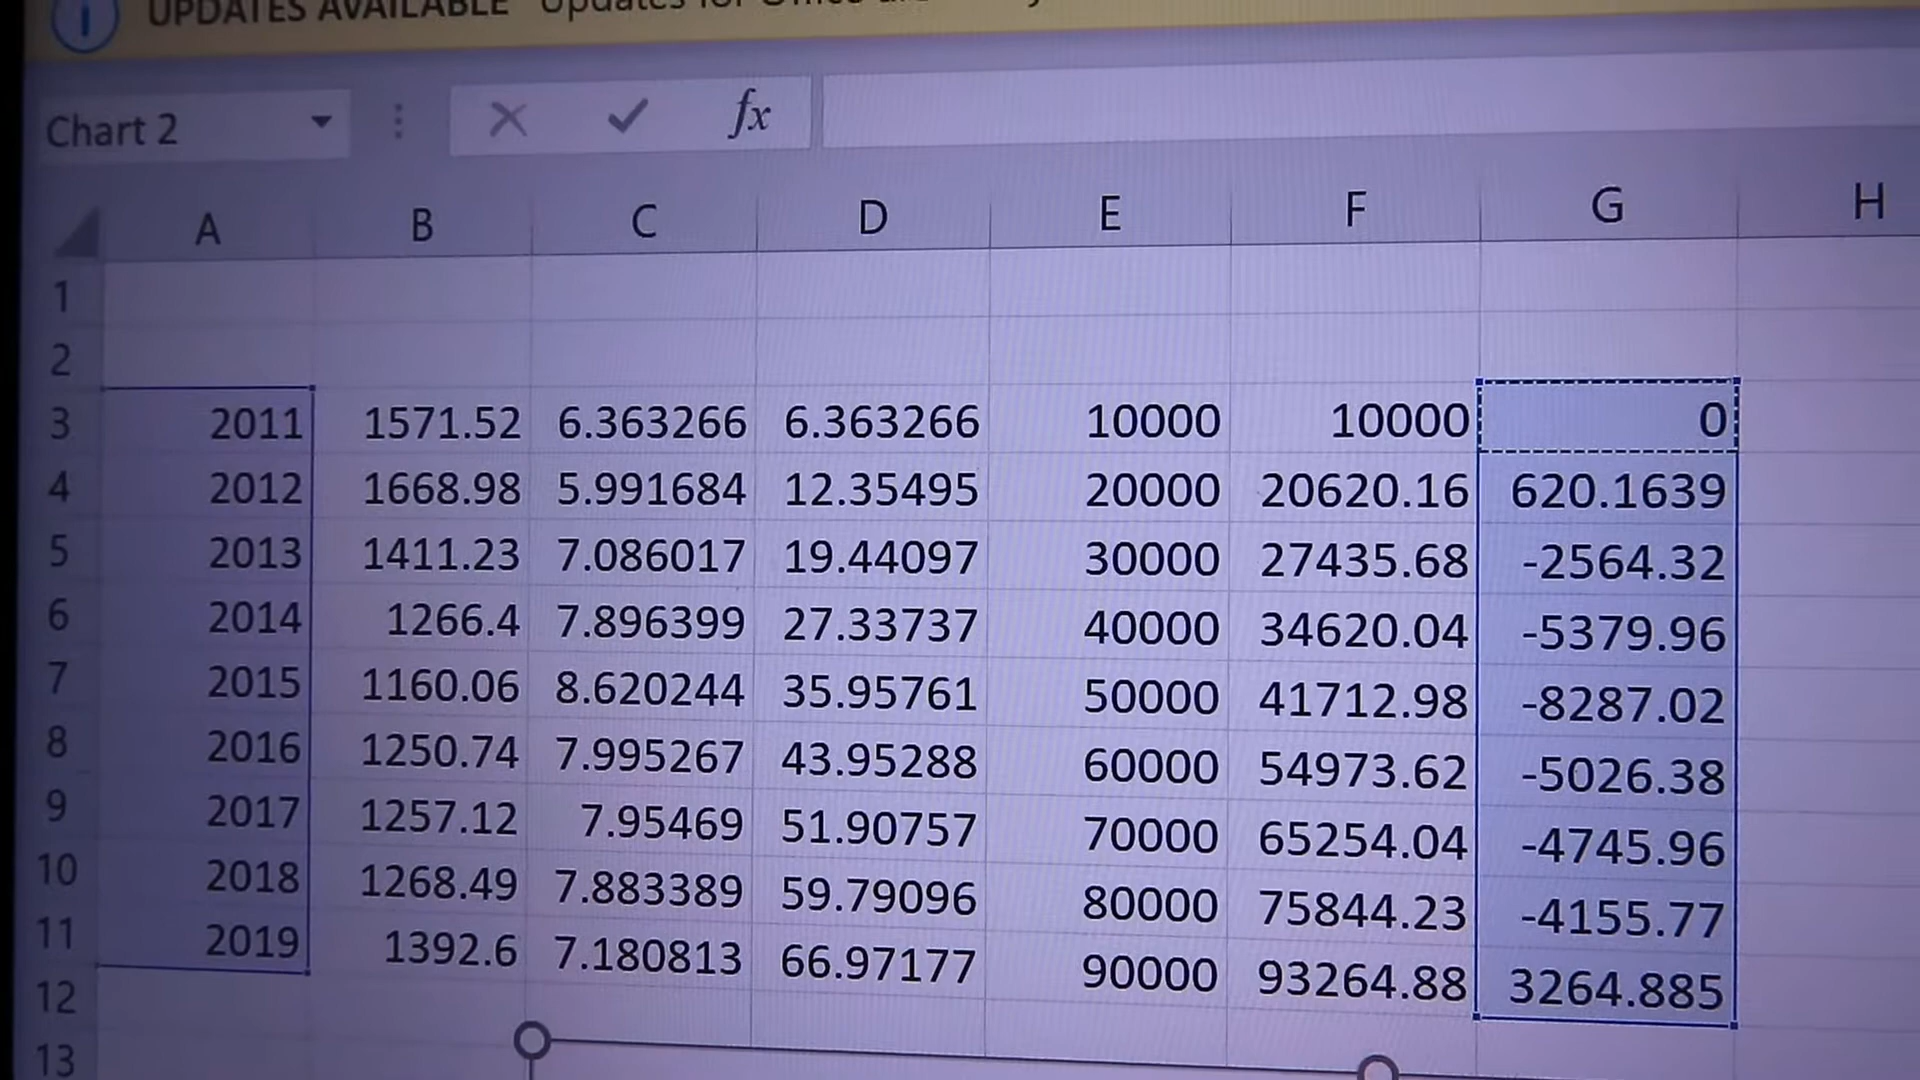 UPDATES AVAILABLE Updates for
Chart 2 fx
A B C D E F G H
1
2
3 2011 1571.52 6.363266 6.363266 10000 10000 0
4 2012 1668.98 5.991684 12.35495 20000 20620.16 620.1639
5 2013 1411.23 7.086017 19.44097 30000 27435.68 -2564.32
6 2014 1266.4 7.896399 27.33737 40000 34620.04 -5379.96
7 2015 1160.06 8.620244 35.95761 50000 41712.98 -8287.02
8 2016 1250.74 7.995267 43.95288 60000 54973.62 -5026.38
9 2017 1257.12 7.95469 51.90757 70000 65254.04 -4745.96
10 2018 1268.49 7.883389 59.79096 80000 75844.23 -4155.77
11 2019 1392.6 7.180813 66.97177 90000 93264.88 3264.885
12
13